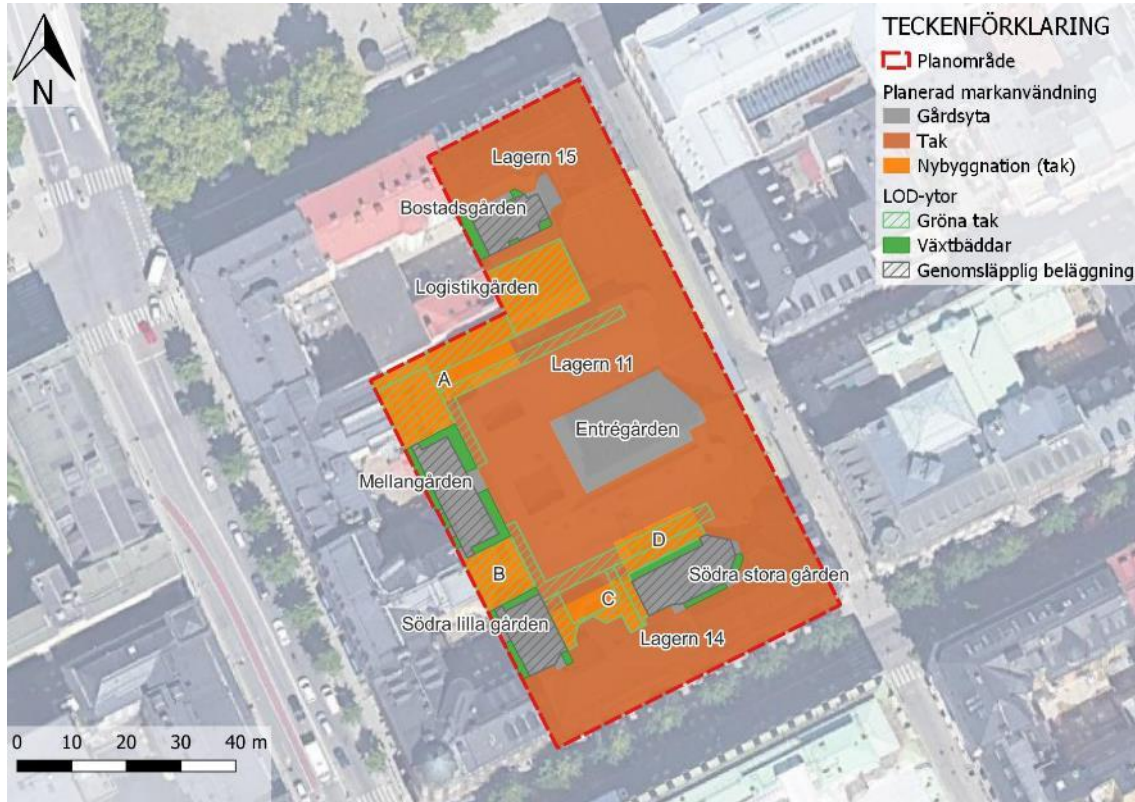 N
TECKENFÖRKLARING
Planområde
Planerad markanvändning
Gårdsyta
Tak
Nybyggnation (tak)
LOD-ytor
Gröna tak
Växtbäddar
Genomsläpplig beläggning
Lagern 15
Bostadsgården
Logistikgården
A
Lagern 11
Entrégården
Mellangården
D
B
Södra stora gården
C
Södra lilla gården
Lagern 14
0 10 20 30 40 m